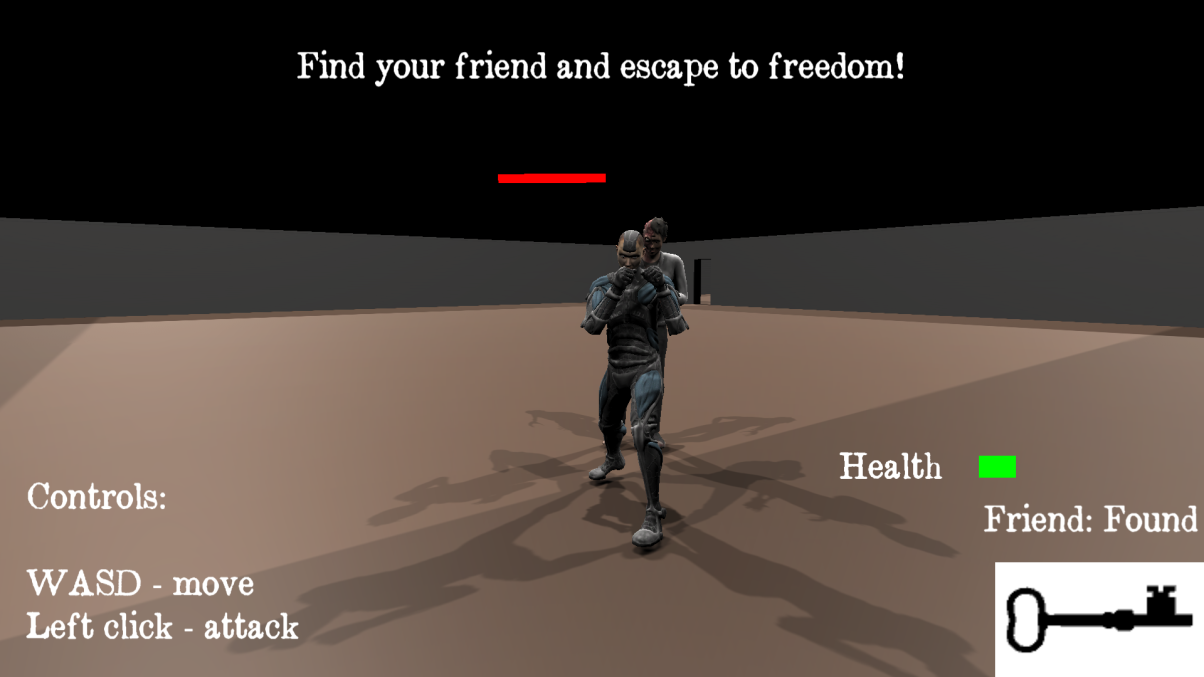 Find your friend and escape to freedom!
Health
Controls:
Friend: Found
WASD - move
Left click - attack